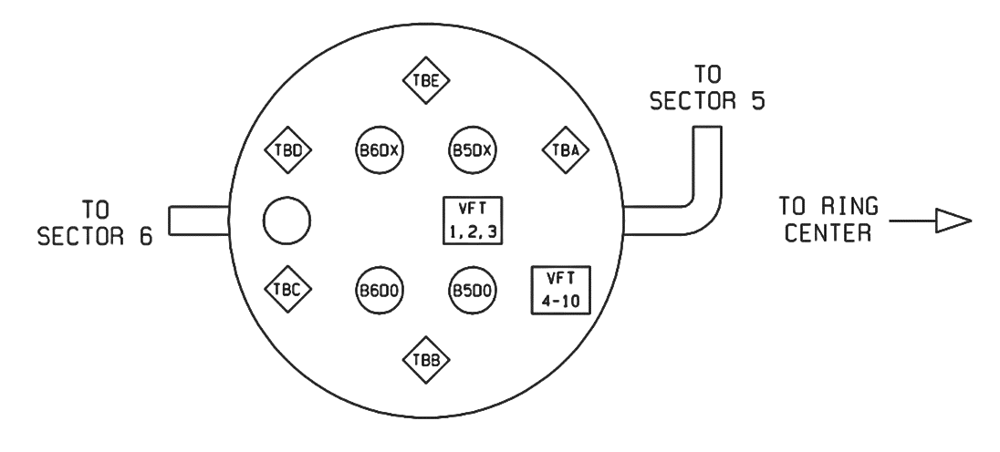 TBE
TO
SECTOR 5
TBD
B6DX
B5DX
TBA
TO
SECTOR 6
VFT
1,2,3
TO RING
CENTER
TBC
B6DO
B5DO
VFT
4-10
TBB